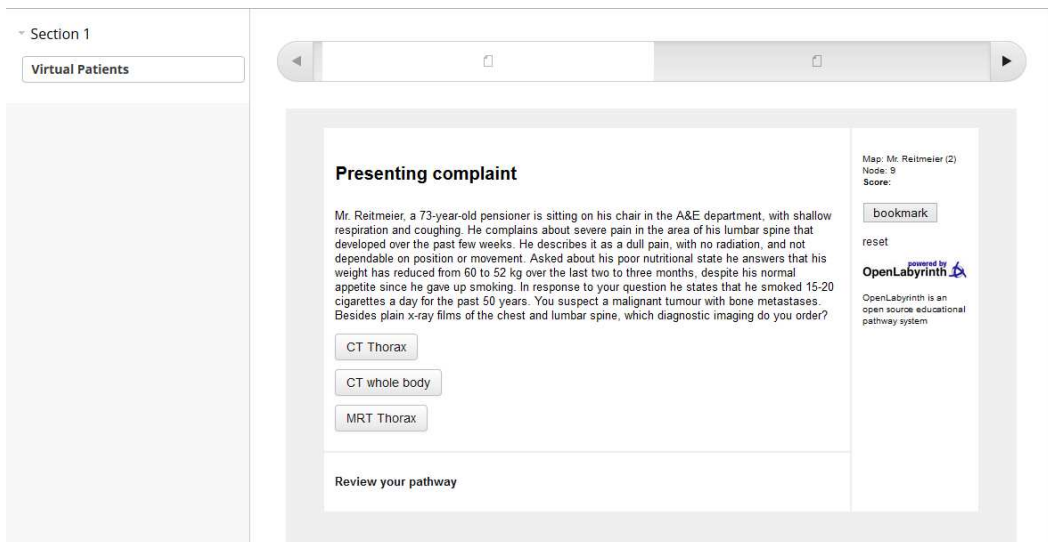 Section 1
Virtual Patients
Presenting complaint
Mr. Reitmeier, a 73-year-old pensioner is sitting on his chair in the A&E department, with shallow
respiration and coughing. He complains about severe pain in the area of his lumbar spine that
developed over the past few weeks. He describes it as a dull pain, with no radiation, and not
dependable on position or movement. Asked about his poor nutritional state he answers that his
weight has reduced from 60 to 52 kg over the last two to three months, despite his normal
appetite since he gave up smoking. In response to your question he states that he smoked 15-20
cigarettes a day for the past 50 years. You suspect a malignant tumour with bone metastases.
Besides plain x-ray films of the chest and lumbar spine, which diagnostic imaging do you order?
CT Thorax
CT whole body
MRT Thorax
Review your pathway
Map: Mr. Reitmeier (2)
Node: 9
Score:
bookmark
reset
powered by
OpenLabyrinth
OpenLabyrinth is an
open source educational
pathway system